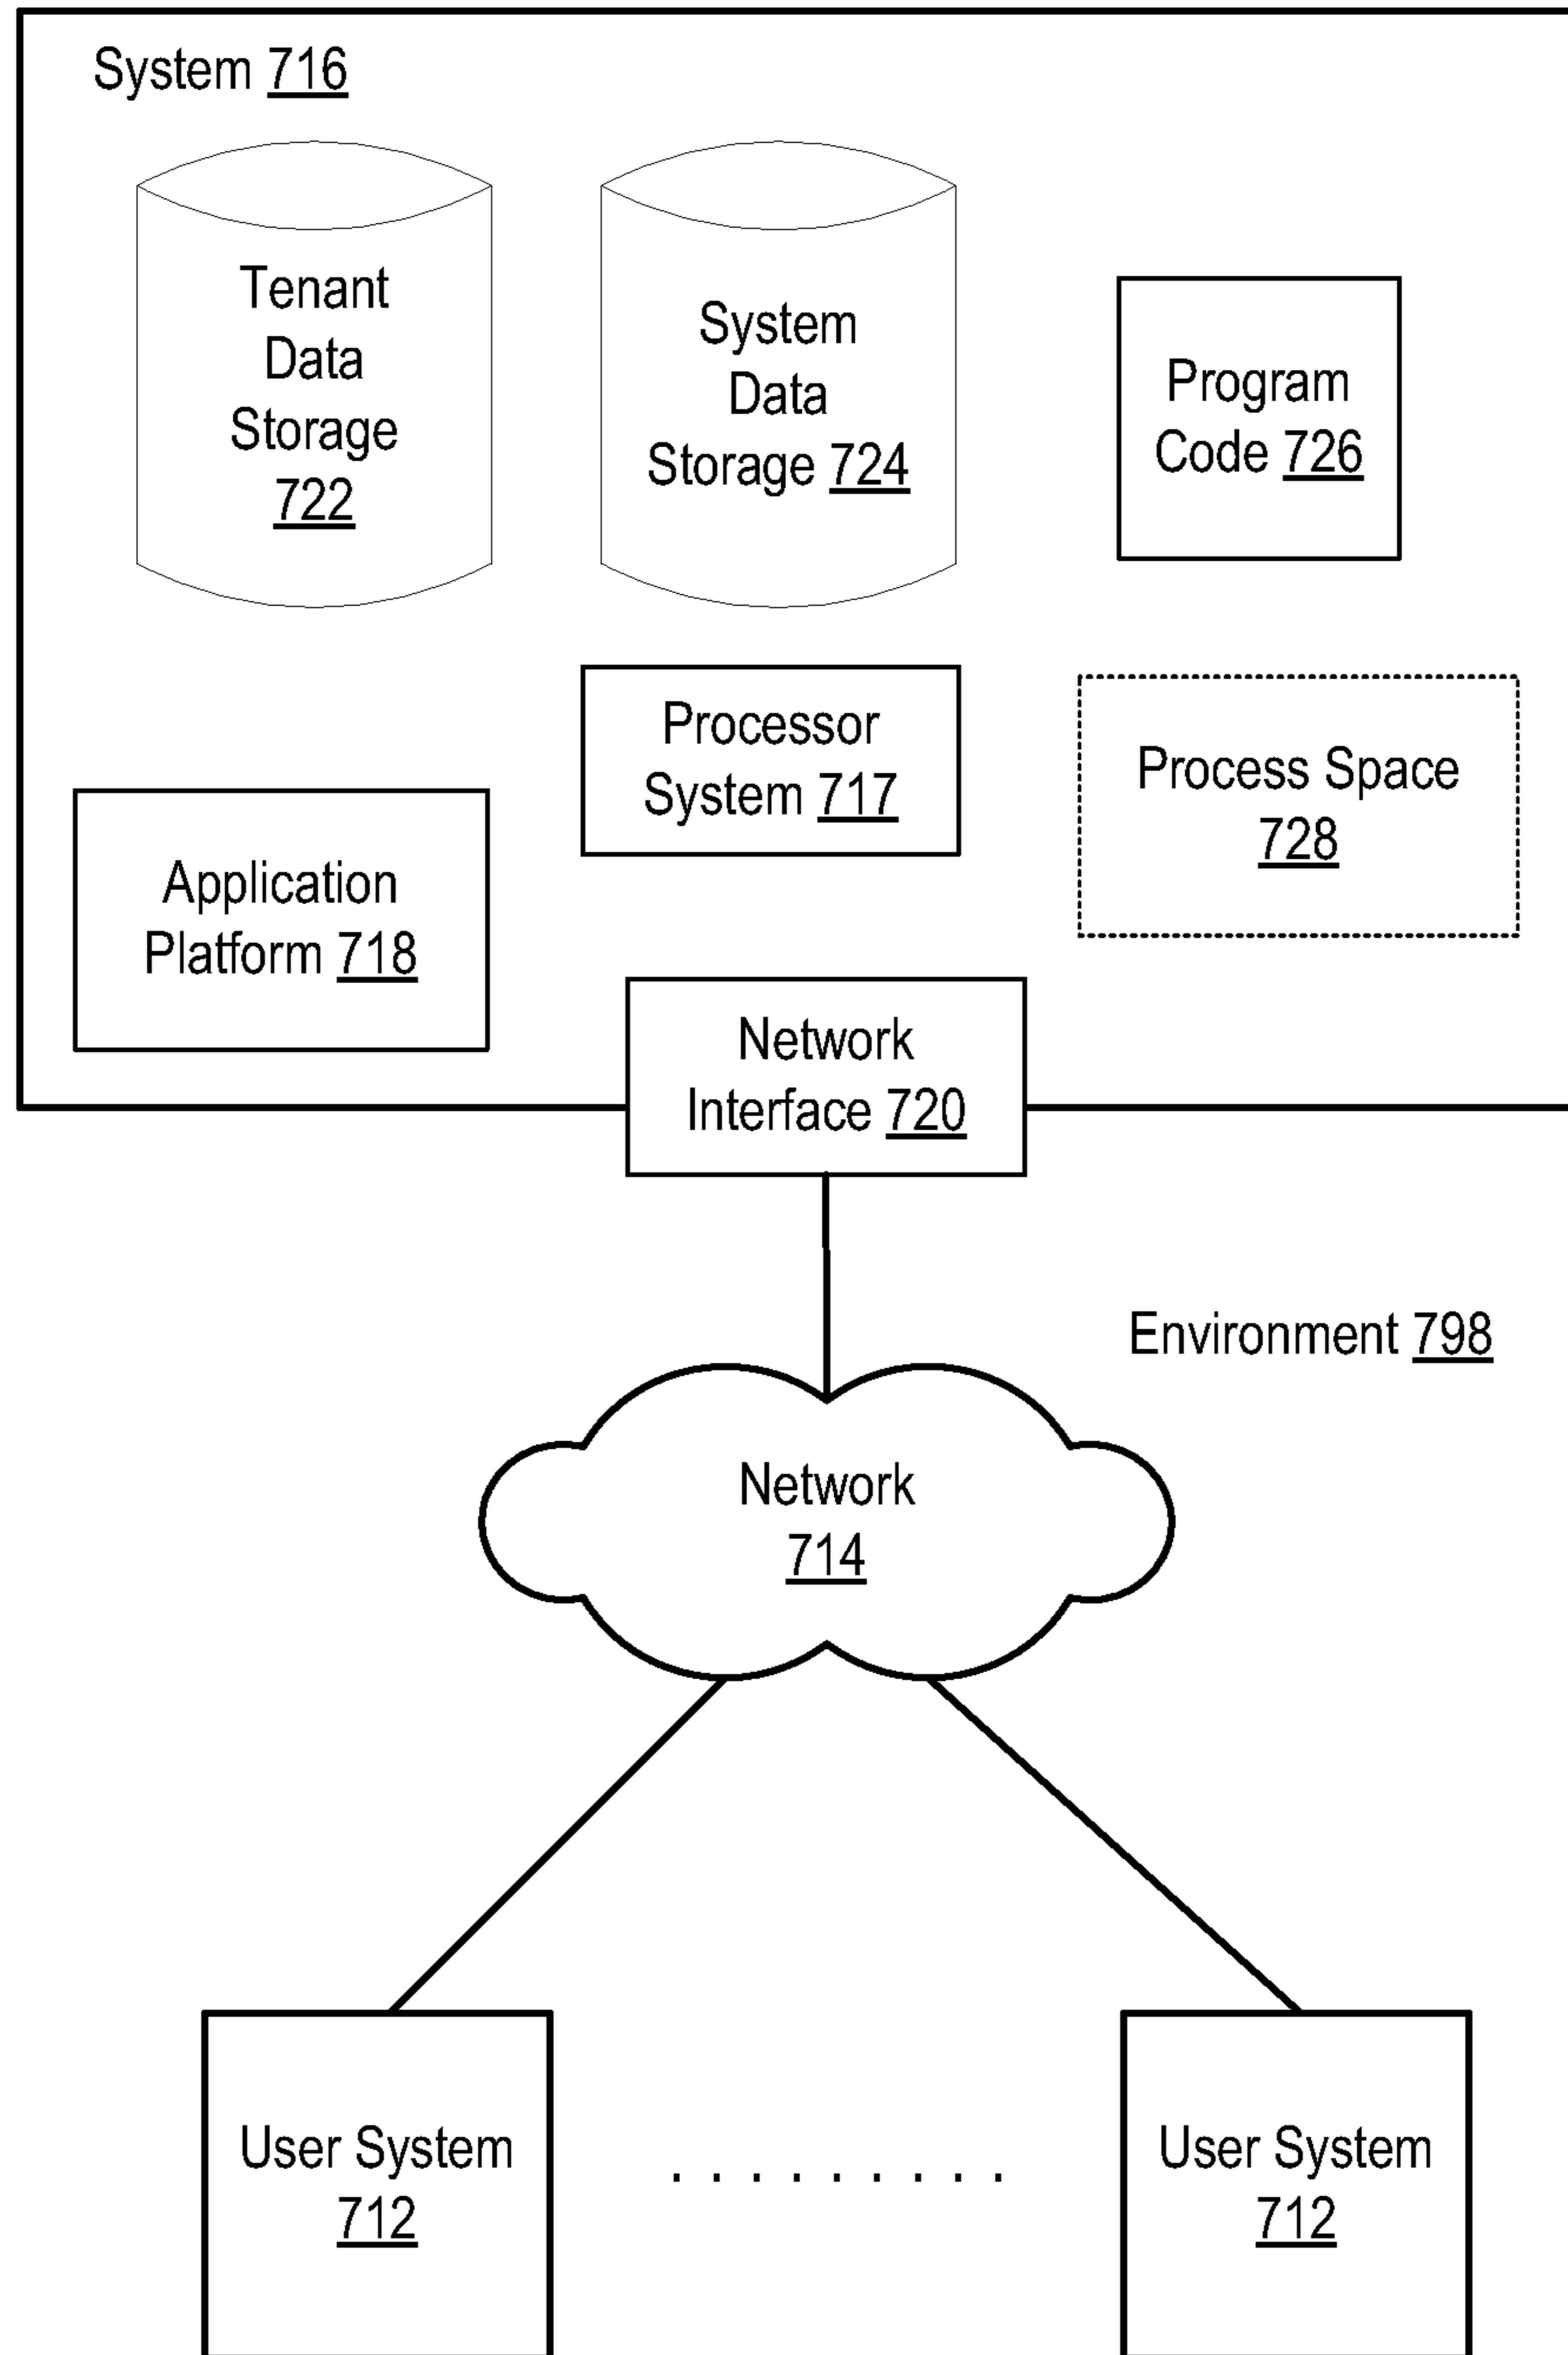 System 716
Tenant
Data
Storage
722
System
Data
Storage 724
Program
Code 726
Processor
System 717
Process Space
728
Application
Platform 718
Network
Interface 720
Environment 798
Network
714
User System
712
. . . . . . . . .
User System
712